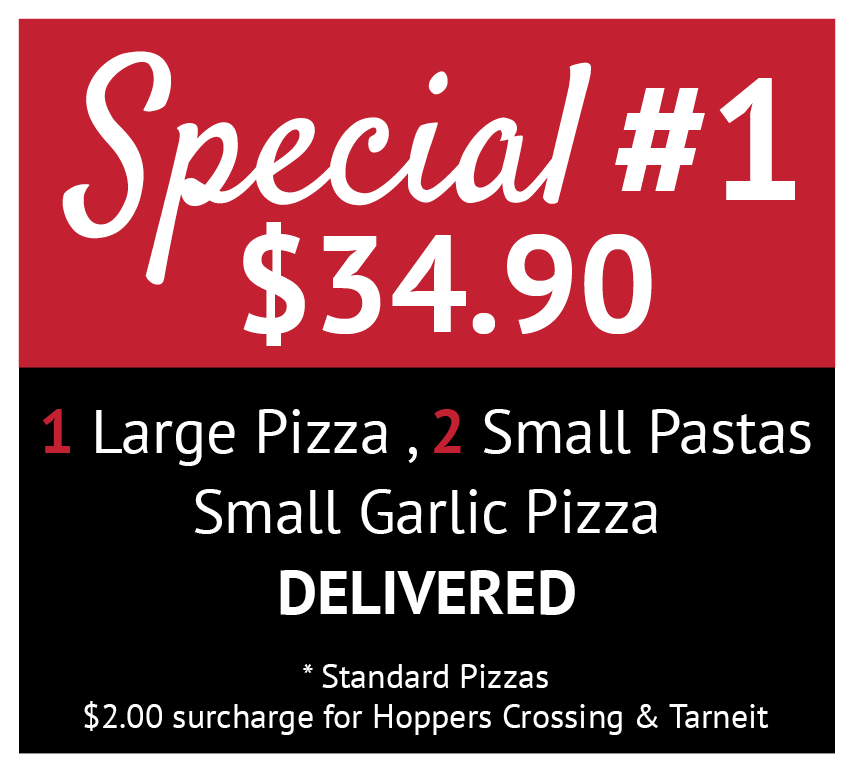 Special #1
$34.90
1 Large Pizza , 2 Small Pastas
Small Garlic Pizza
DELIVERED
* Standard Pizzas
$2.00 surcharge for Hoppers Crossing & Tarneit